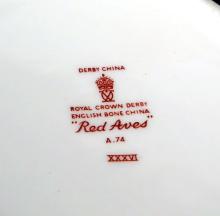 DERBY CHINA
ROYAL CROWN DERBY
ENGLISH BONE CHINA
"Red Aves"
A.74
XXXVI